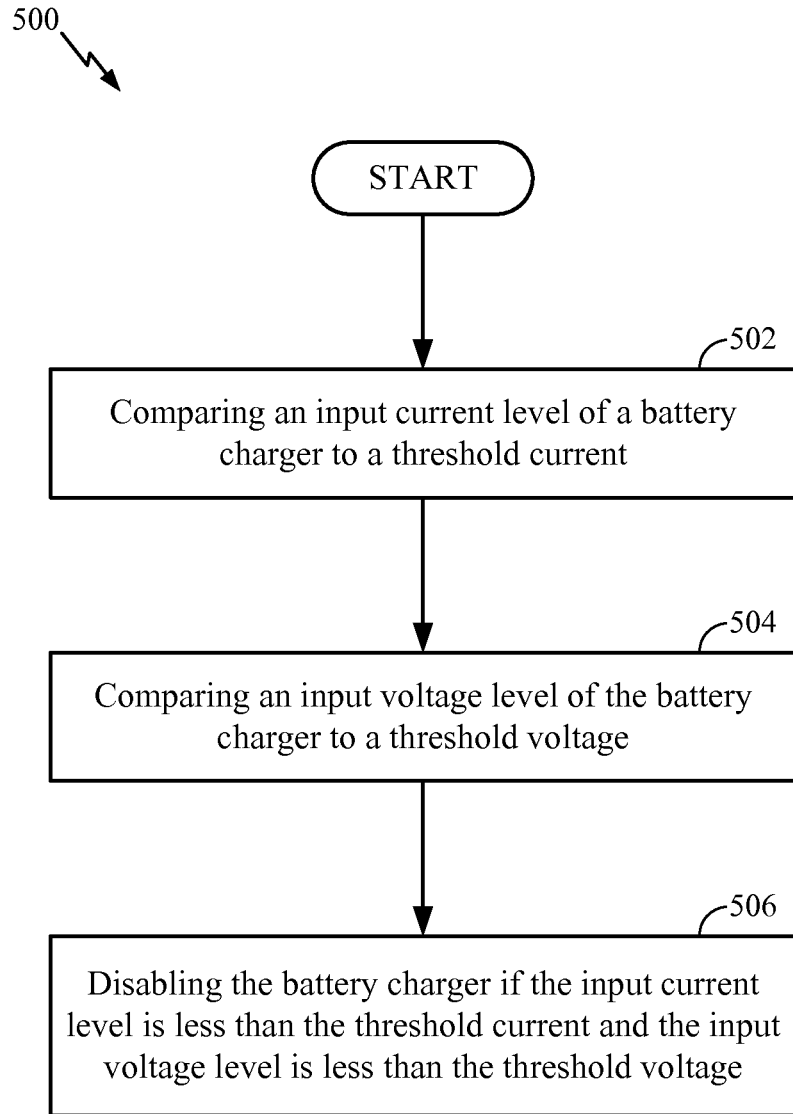 500
START
502
Comparing an input current level of a battery
charger to a threshold current
504
Comparing an input voltage level of the battery
charger to a threshold voltage
506
Disabling the battery charger if the input current
level is less than the threshold current and the input
voltage level is less than the threshold voltage